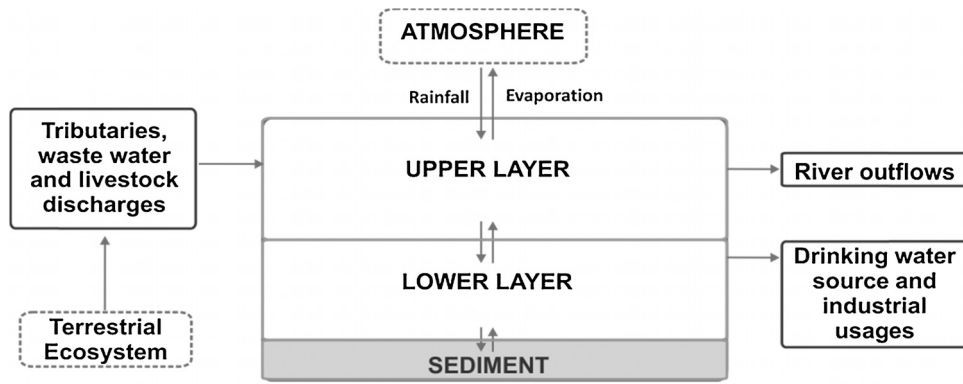 ATMOSPHERE
Rainfall
Evaporation
Tributaries,
waste water
and livestock
discharges
UPPER LAYER
River outflows
LOWER LAYER
Drinking water
source and
industrial
usages
Terrestrial
Ecosystem
SEDIMENT